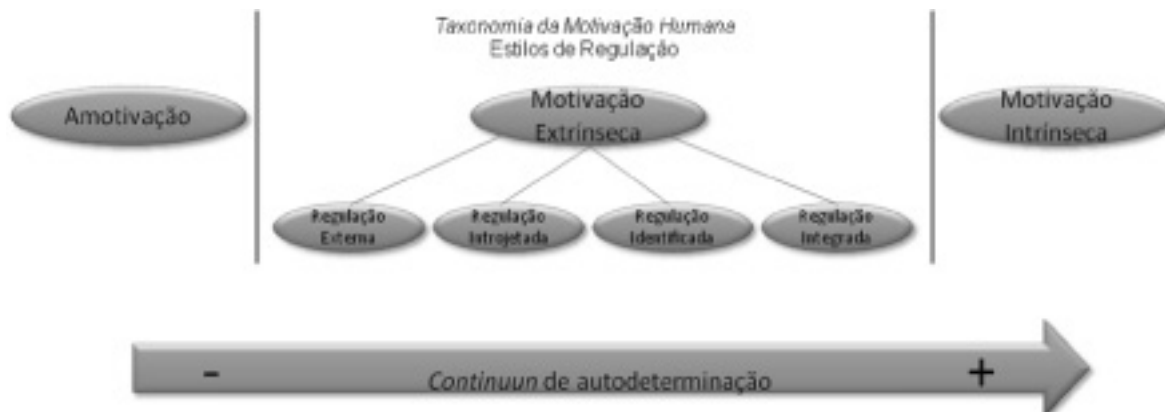 Taxonomia da Motivação Humana
Estilos de Regulação
Amotivação
Motivação
Extrínseca
Motivação
Intrínseca
Regulação
Externa
Regulação
Introjetada
Regulação
Identificada
Regulação
Integrada
-
+
Continuun de autodeterminação